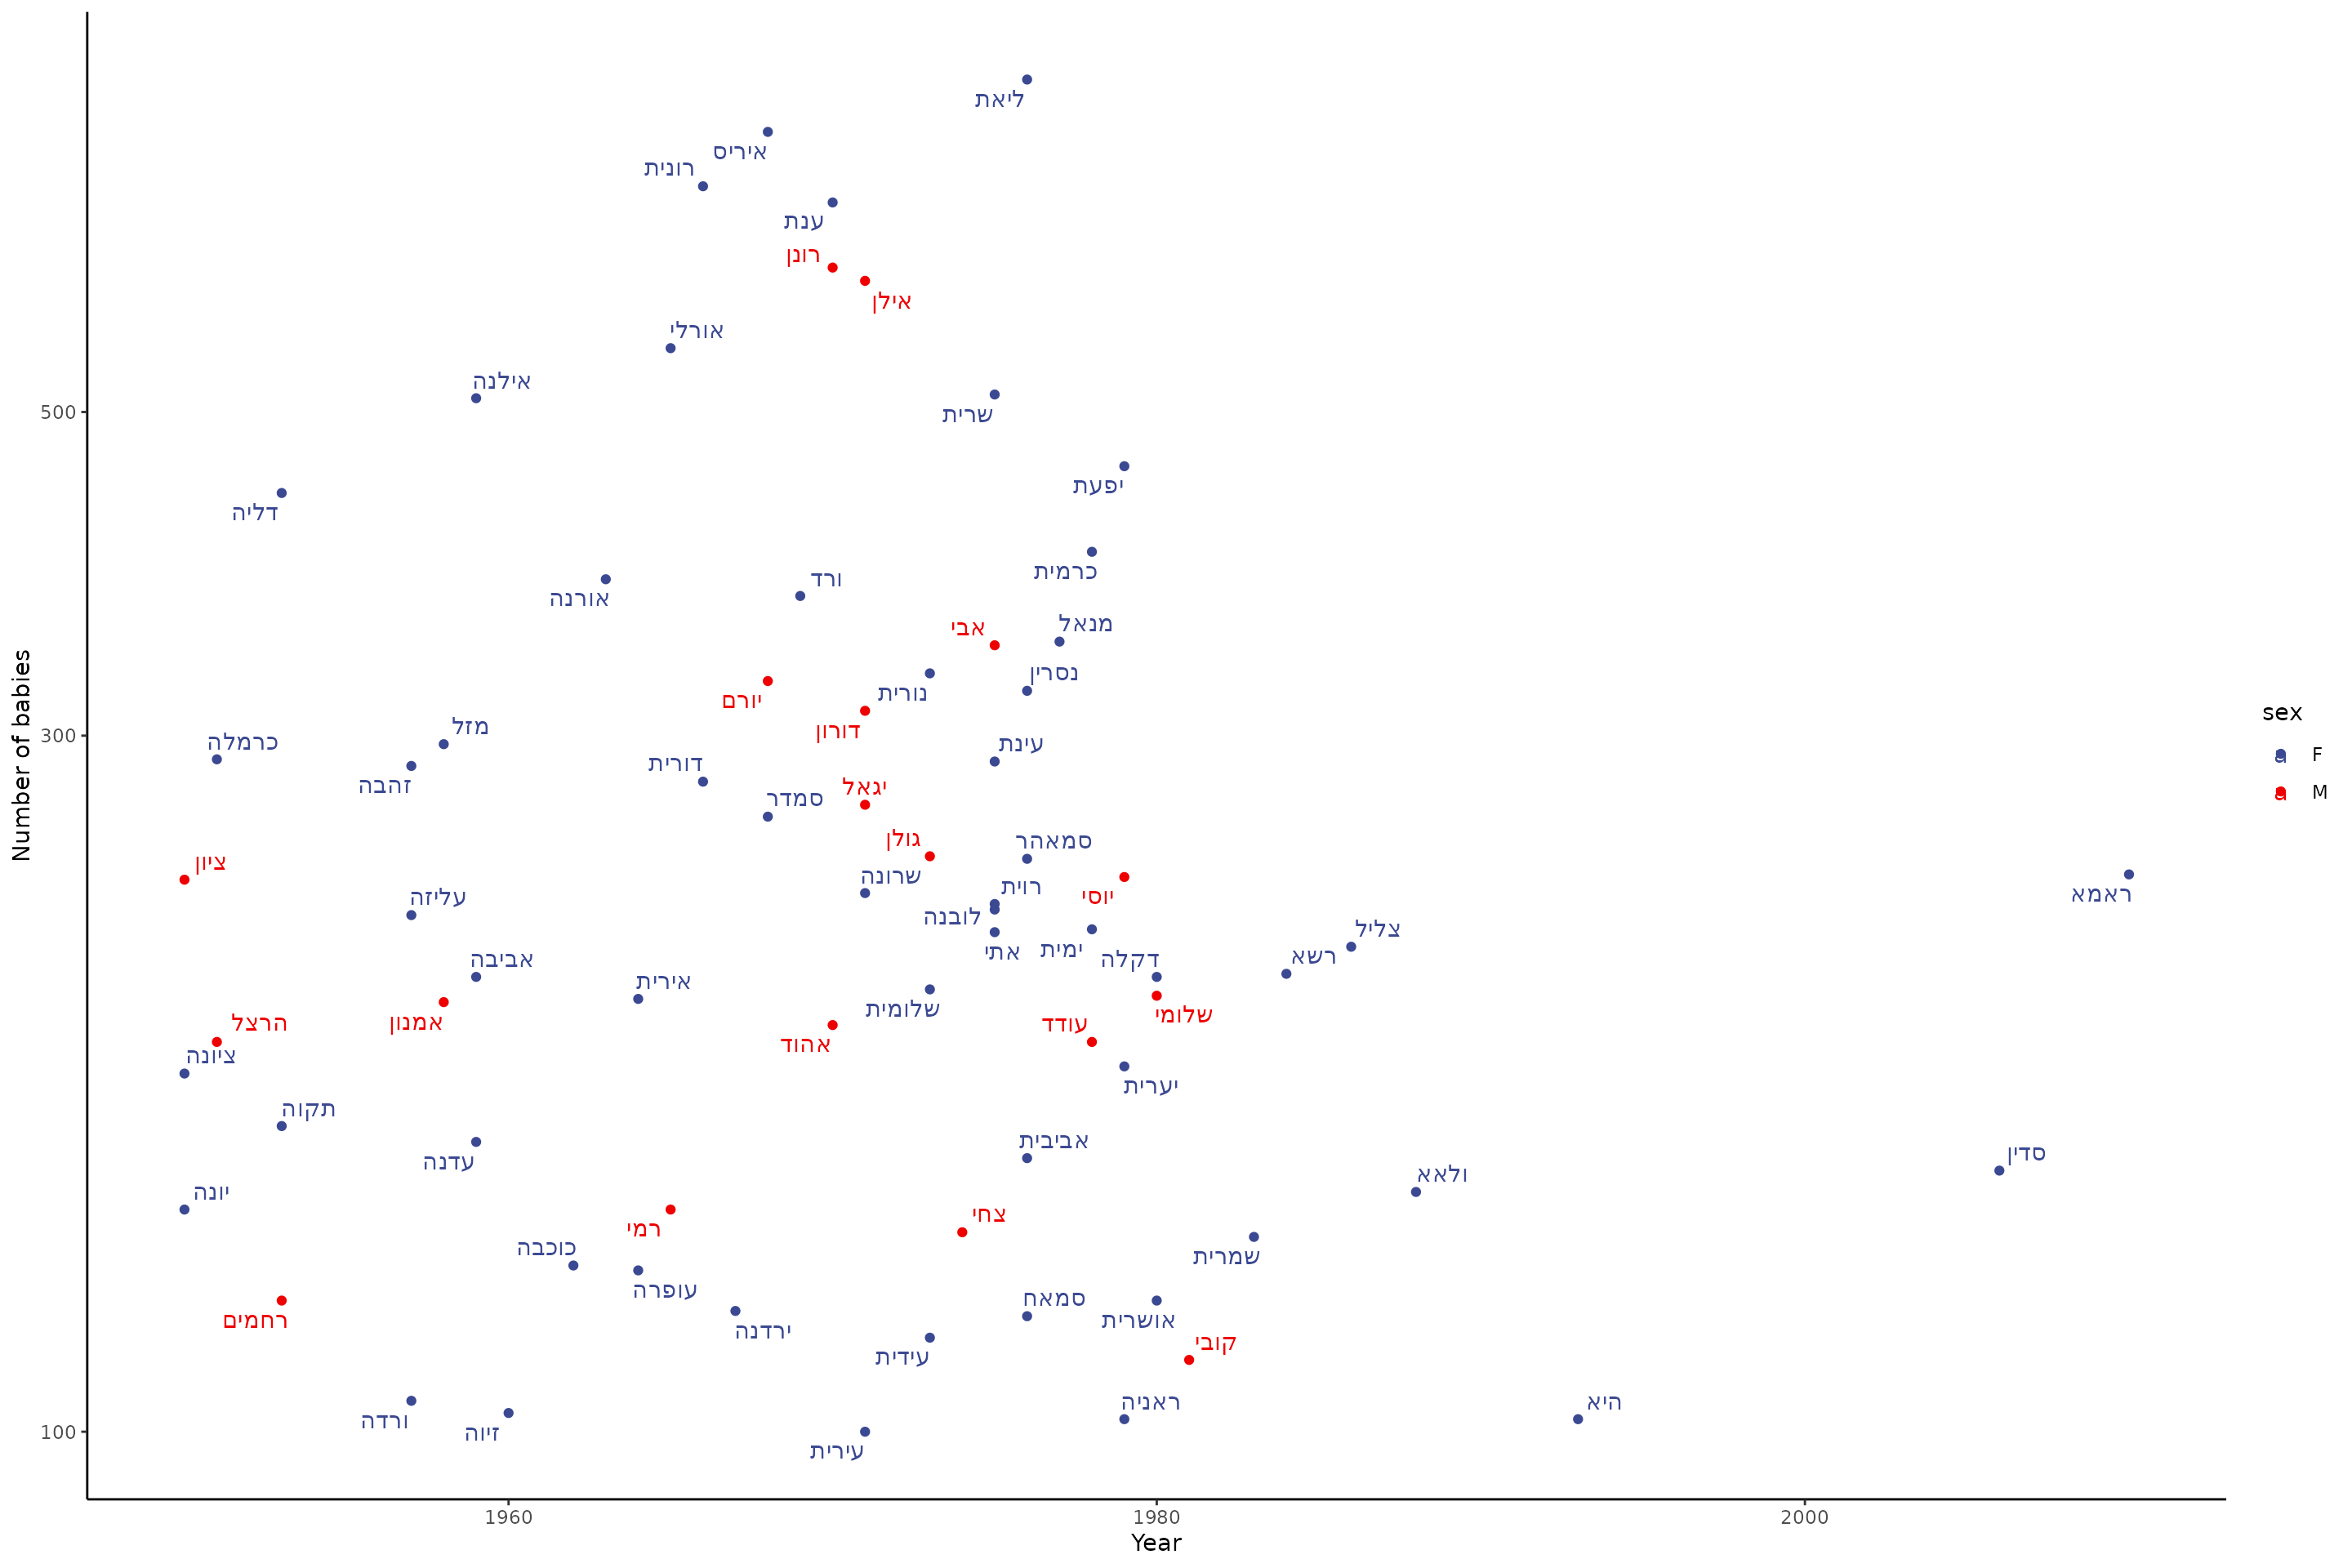 ליאת
איריס
רונית
ענת
רונן
אילן
אורלי
אילנה
500
שרית
יפעת
דליה
כרמית
ורד
אורנה
מנאל
אבי
נסרין
נורית
יורם
דורון
מזל
300
כרמלה
עינת
דורית
זהבה
יגאל
סמדר
גולן
סמאהר
ציון
שרונה
רוית
ראמא
יוסי
עליזה
לובנה
צליל
אתי
ימית
רשא
דקלה
אביבה
אירית
שלומית
שלומי
הרצל
אמנון
עודד
אהוד
ציונה
יערית
תקוה
אביבית
סדין
עדנה
ולאא
יונה
צחי
רמי
כוכבה
שמרית
עופרה
סמאח
רחמים
אושרית
ירדנה
קובי
עידית
ראניה
היא
ורדה
זיוה
100
עירית
1960
1980
2000
Year
Number of babies
sex
a F
a M